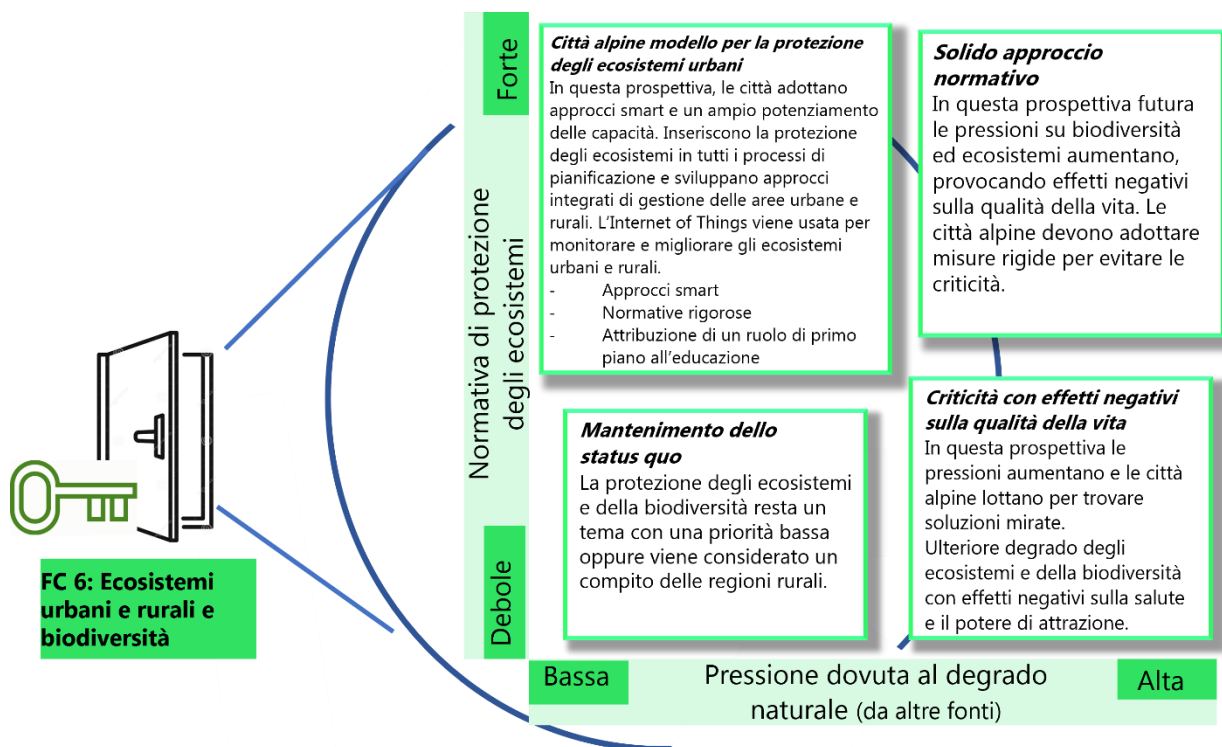 Forte
Normativa di protezione
degli ecosistemi
Debole
Città alpine modello per la protezione
degli ecosistemi urbani
In questa prospettiva, le città adottano
approcci smart e un ampio potenziamento
delle capacità. Inseriscono la protezione
degli ecosistemi in tutti i processi di
pianificazione e sviluppano approcci
integrati di gestione delle aree urbane e
rurali. L'Internet of Things viene usata per
monitorare e migliorare gli ecosistemi
urbani e rurali.
- Approcci smart
- Normative rigorose
- Attribuzione di un ruolo di primo
piano all'educazione
Solido approccio
normativo
In questa prospettiva futura
le pressioni su biodiversità
ed ecosistemi aumentano,
provocando effetti negativi
sulla qualità della vita. Le
città alpine devono adottare
misure rigide per evitare le
criticità.
Mantenimento dello
status quo
La protezione degli ecosistemi
e della biodiversità resta un
tema con una priorità bassa
oppure viene considerato un
compito delle regioni rurali.
Criticità con effetti negativi
sulla qualità della vita
In questa prospettiva le
pressioni aumentano e le città
alpine lottano per trovare
soluzioni mirate.
Ulteriore degrado degli
ecosistemi e della biodiversità
con effetti negativi sulla salute
e il potere di attrazione.
FC 6: Ecosistemi
urbani e rurali e
biodiversità
Bassa
Pressione dovuta al degrado
naturale (da altre fonti)
Alta